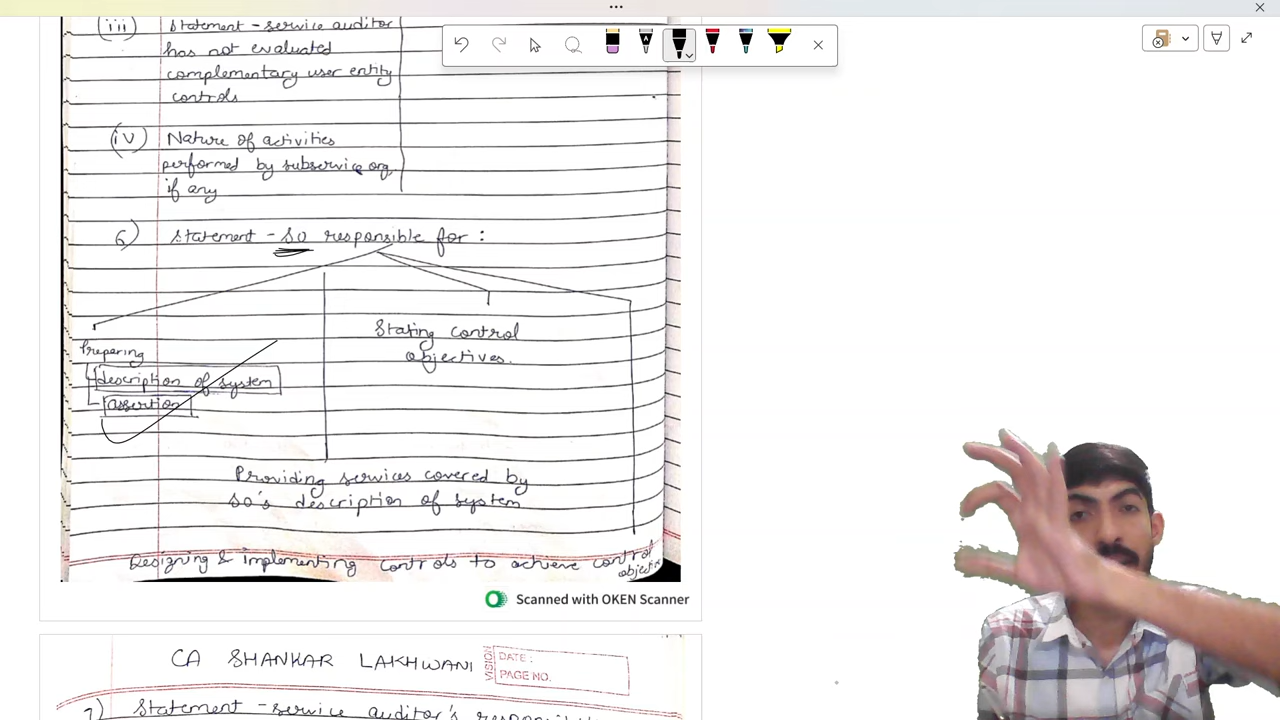 (iii) Statement - service auditor
has not evaluated
complementary user entity
controls
(iv) Nature of activities
performed by subservice org.
if any
6) Statement - SO responsible for :
Stating control
objectives.
Preparing
description of system
assertion
Providing services covered by
SO's description of system
Designing & implementing controls to achieve control
objective
Scanned with OKEN Scanner
CA SHANKAR LAKHWANI
DATE :
PAGE NO.
7) Statement - service auditor's